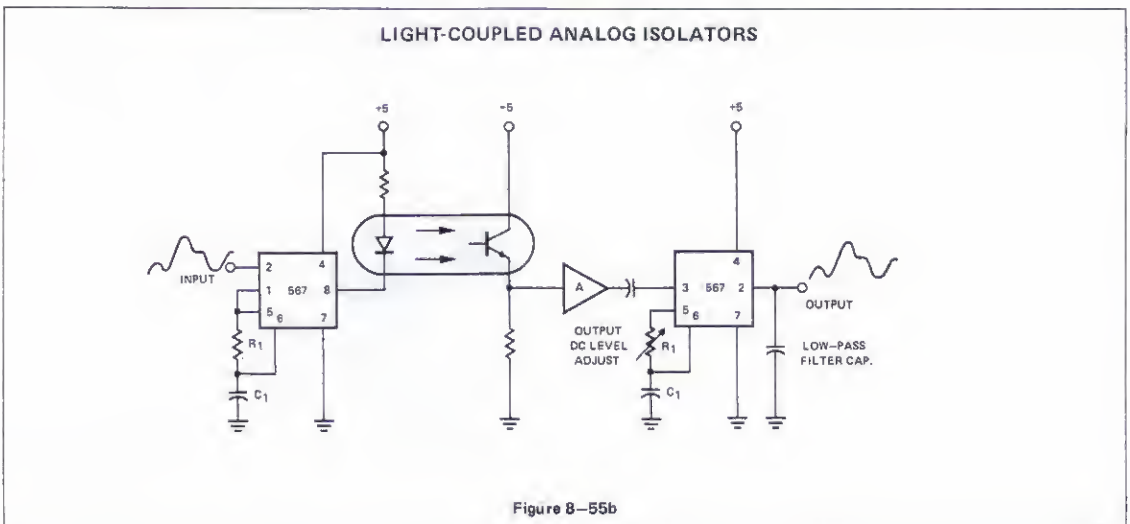 LIGHT-COUPLED ANALOG ISOLATORS
+5
+5
INPUT
2
4
1
567
8
5
6
7
R1
C1
A
OUTPUT
DC LEVEL
ADJUST
4
3
567
2
5
6
7
R1
C1
OUTPUT
LOW-PASS
FILTER CAP.
Figure 8-55b